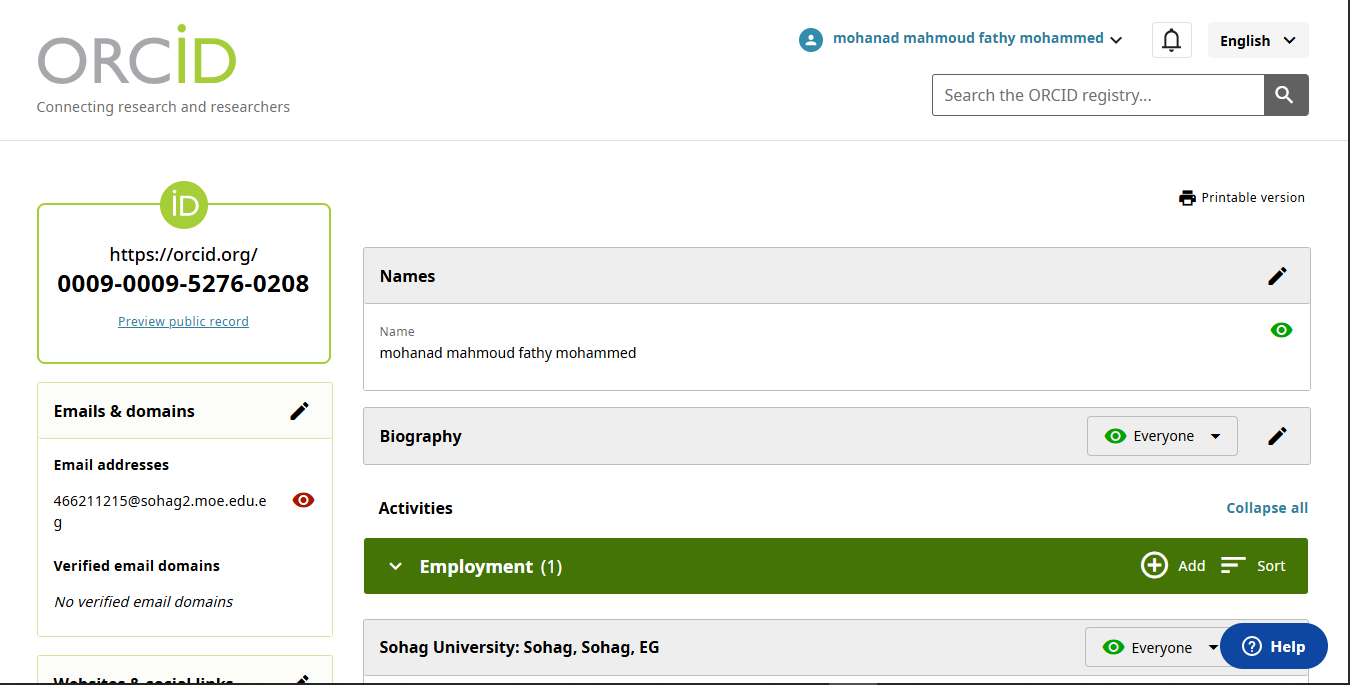 ORCiD
Connecting research and researchers
mohanad mahmoud fathy mohammed
English
Search the ORCID registry...
iD
https://orcid.org/
0009-0009-5276-0208
Preview public record
Printable version
Names
Name
mohanad mahmoud fathy mohammed
Emails & domains
Email addresses
466211215@sohag2.moe.edu.e
g
Verified email domains
No verified email domains
Websites & social links
Biography
Everyone
Activities
Collapse all
Employment (1)
Add
Sort
Sohag University: Sohag, Sohag, EG
Everyone
Help